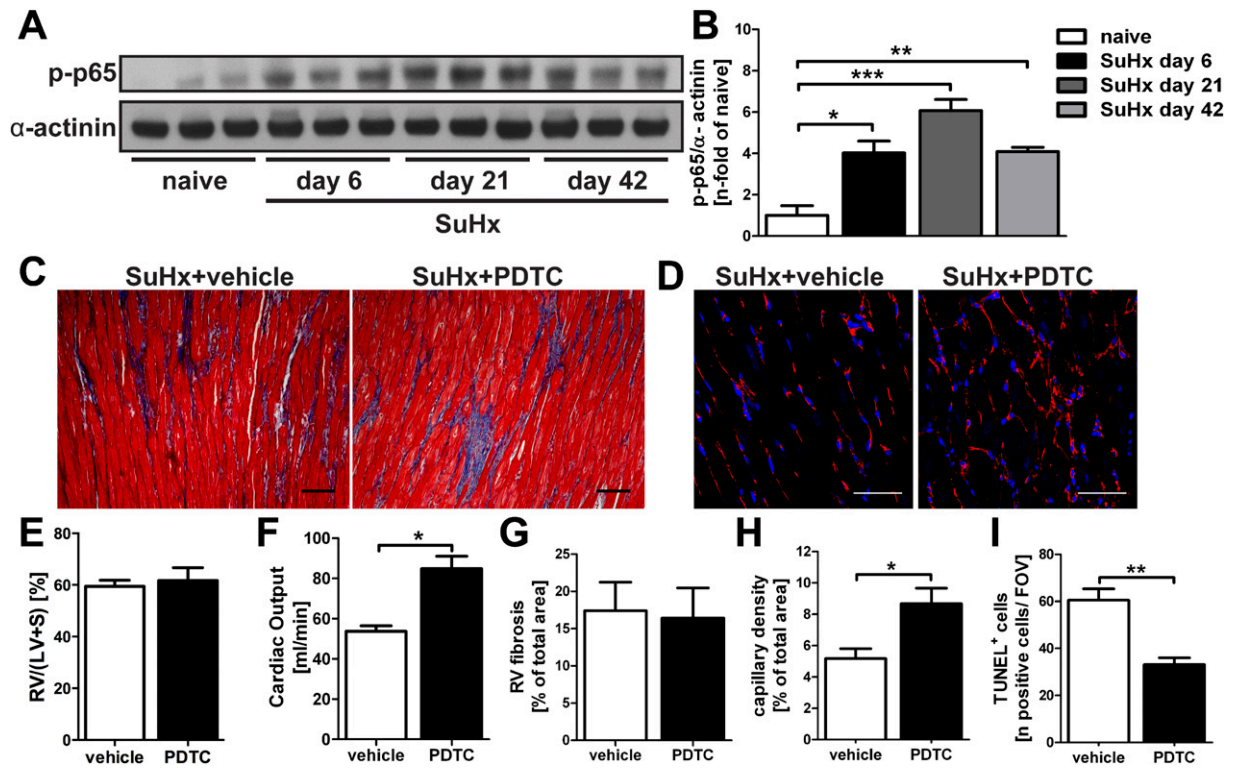 A
p-p65
α-actinin
naive
day 6
day 21
day 42
SuHx
B
p-p65/α- actinin
[n-fold of naive]
10
8
6
4
2
0
*
***
**
naive
SuHx day 6
SuHx day 21
SuHx day 42
C
SuHx+vehicle
SuHx+PDTC
D
SuHx+vehicle
SuHx+PDTC
E
RV/(LV+S) [%]
80
60
40
20
0
vehicle
PDTC
F
Cardiac Output
[ml/min]
100
80
60
40
20
0
*
vehicle
PDTC
G
RV fibrosis
[% of total area]
25
20
15
10
5
0
vehicle
PDTC
H
capillary density
[% of total area]
12
10
8
6
4
2
0
*
vehicle
PDTC
I
TUNEL⁺ cells
[n positive cells/ FOV]
80
60
40
20
0
**
vehicle
PDTC